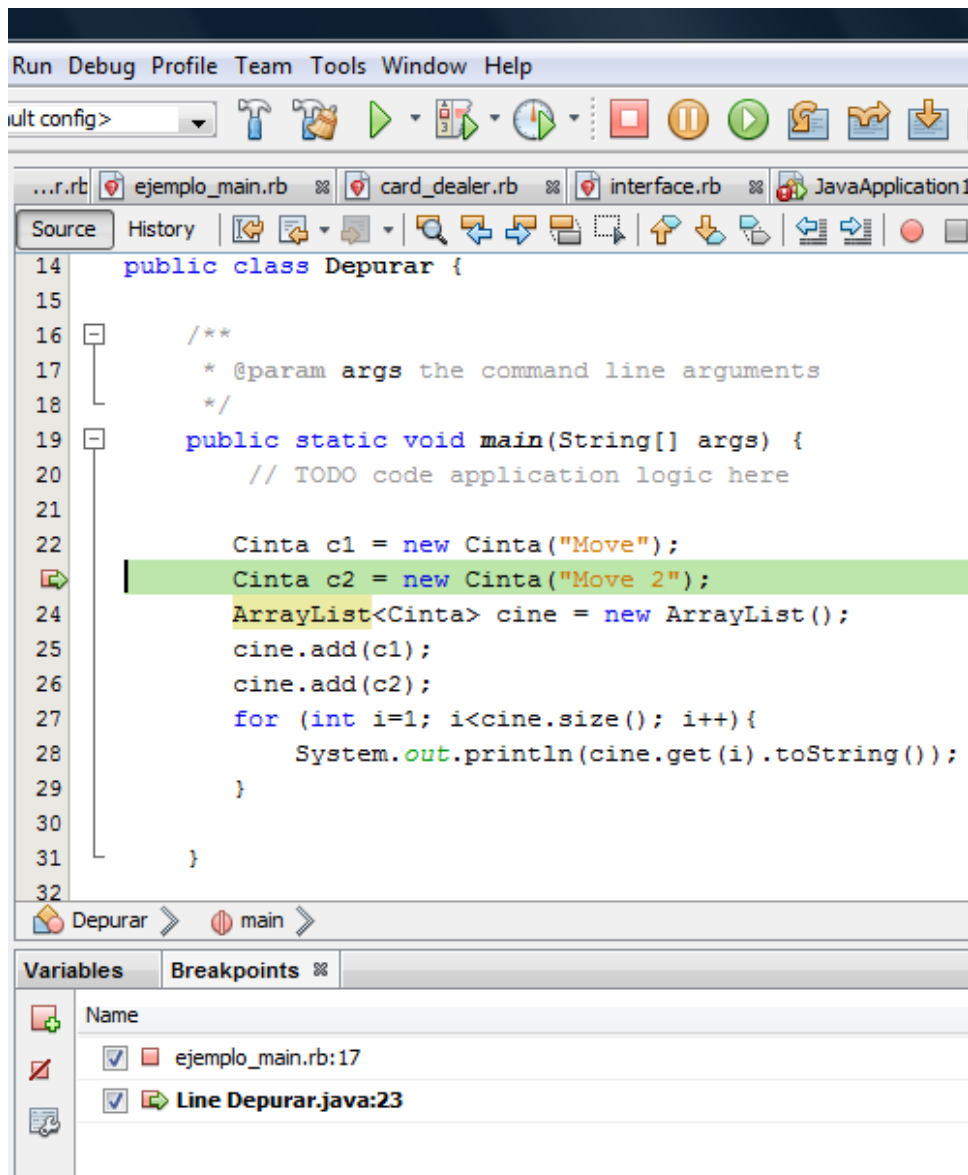 Run Debug Profile Team Tools Window Help
ult config>
...r.rb ejemplo_main.rb card_dealer.rb interface.rb JavaApplication1
Source History
14 public class Depurar {
15
16 /**
17 * @param args the command line arguments
18 */
19 public static void main(String[] args) {
20 // TODO code application logic here
21
22 Cinta c1 = new Cinta("Move");
Cinta c2 = new Cinta("Move 2");
24 ArrayList<Cinta> cine = new ArrayList();
25 cine.add(c1);
26 cine.add(c2);
27 for (int i=1; i<cine.size(); i++){
28 System.out.println(cine.get(i).toString());
29 }
30
31 }
32
Depurar main
Variables Breakpoints
Name
ejemplo_main.rb:17
Line Depurar.java:23